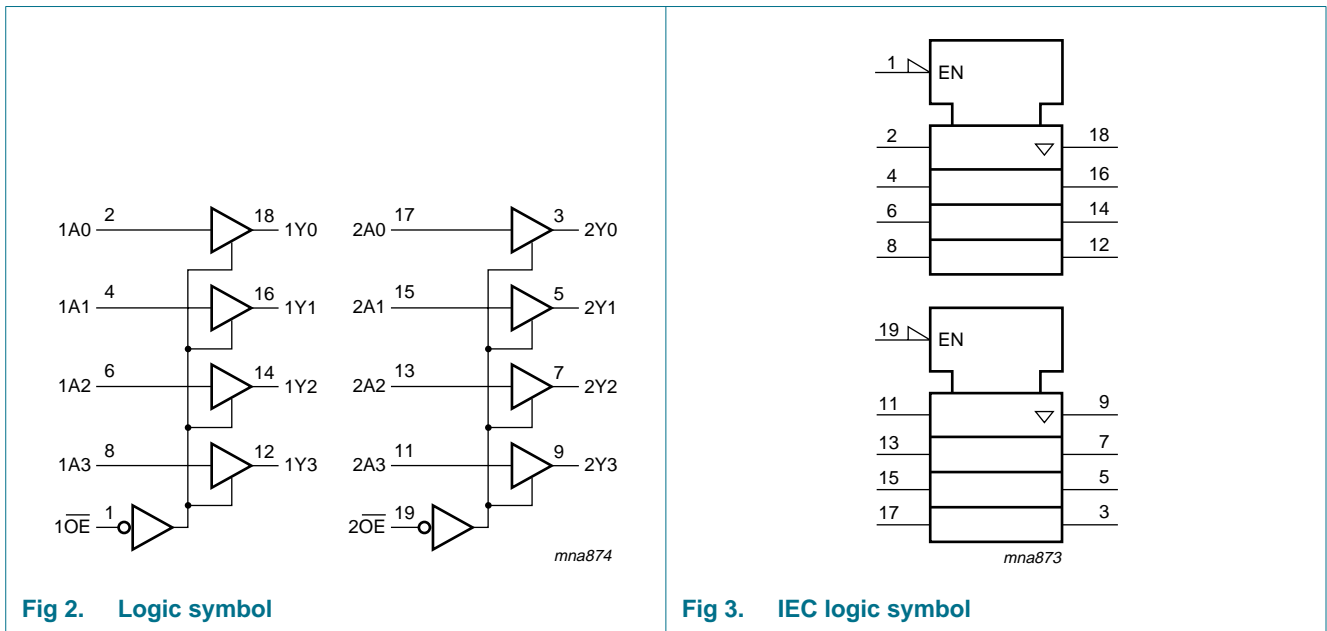 1A0 2 18 1Y0
1A1 4 16 1Y1
1A2 6 14 1Y2
1A3 8 12 1Y3
1OE 1
2A0 17 3 2Y0
2A1 15 5 2Y1
2A2 13 7 2Y2
2A3 11 9 2Y3
2OE 19
mna874
Fig 2. Logic symbol
1 EN
2 18
4 16
6 14
8 12
19 EN
11 9
13 7
15 5
17 3
mna873
Fig 3. IEC logic symbol